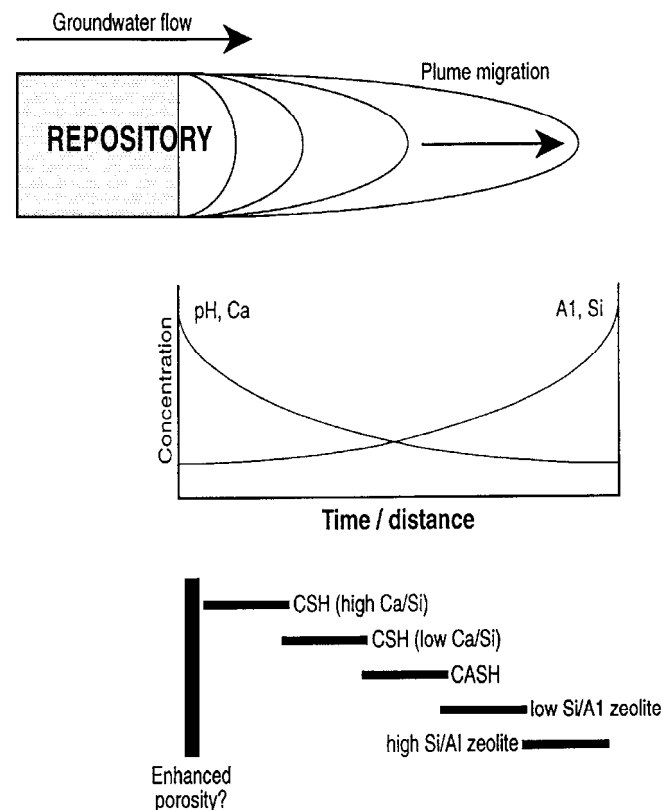 Groundwater flow
Plume migration
REPOSITORY
pH, Ca
A1, Si
Concentration
Time / distance
CSH (high Ca/Si)
CSH (low Ca/Si)
CASH
low Si/A1 zeolite
high Si/Al zeolite
Enhanced
porosity?